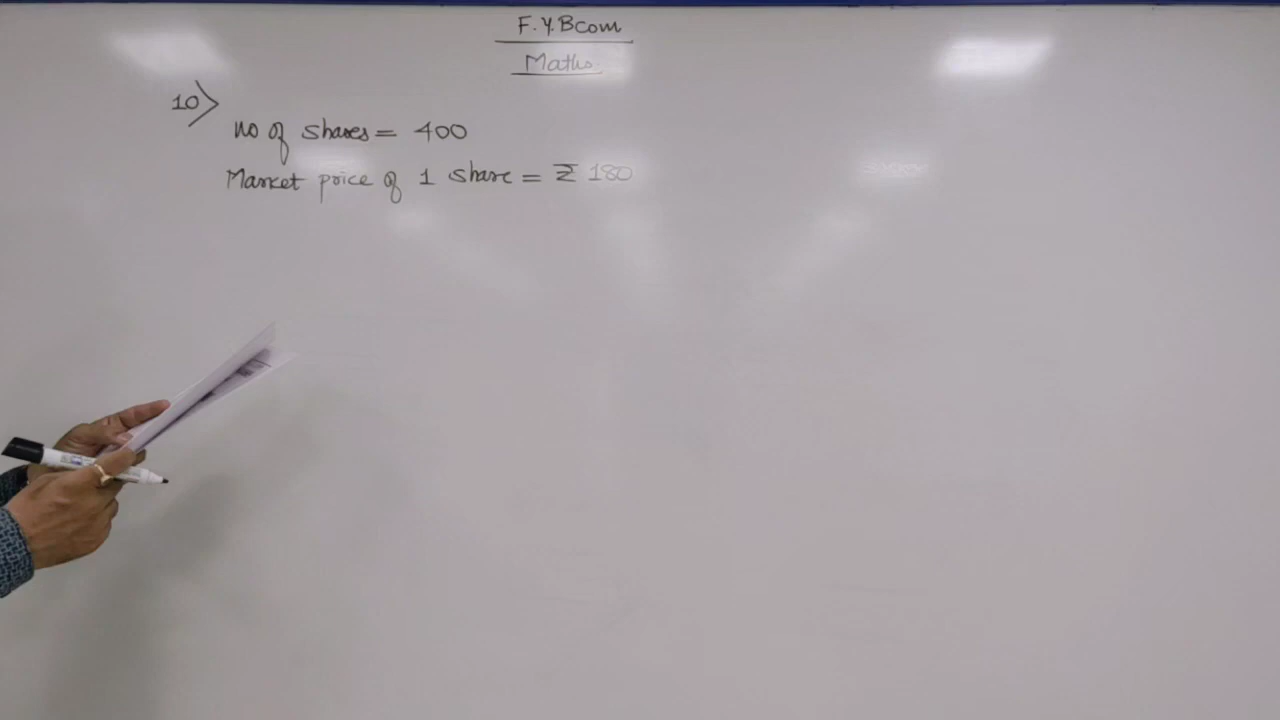 F.Y.Bcom
Maths
10>
no of shares = 400
Market price of 1 share = ₹ 180